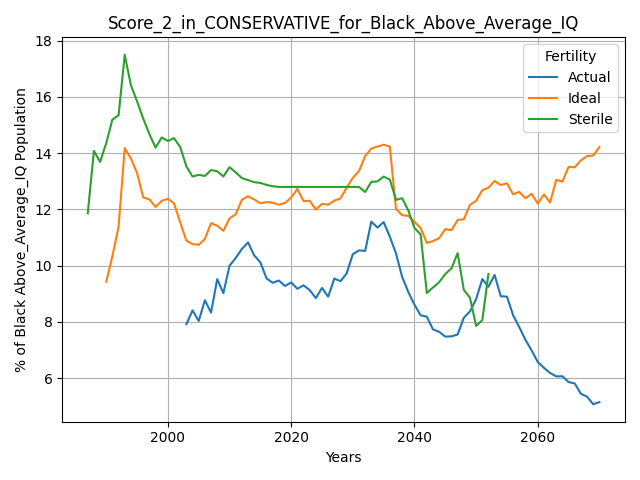 Score_2_in_CONSERVATIVE_for_Black_Above_Average_IQ
% of Black Above_Average_IQ Population
18
16
14
12
10
8
6
Fertility
Actual
Ideal
Sterile
2000
2020
2040
2060
Years